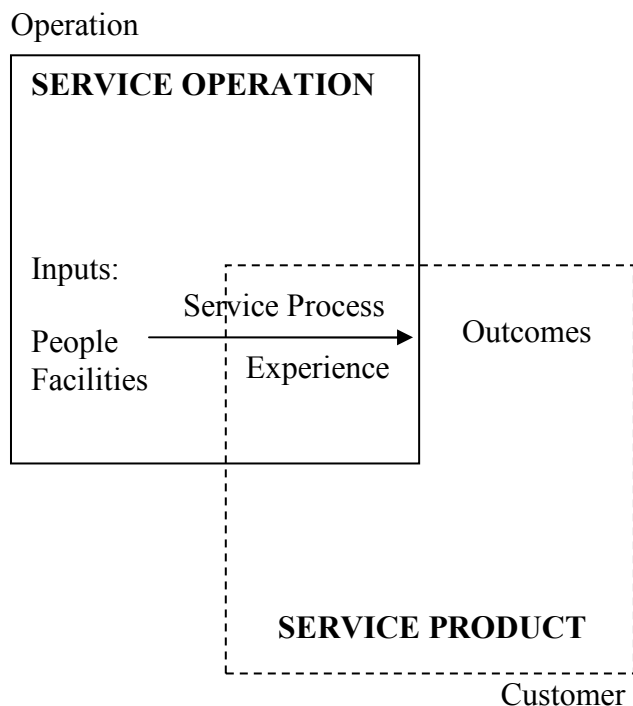 Operation
SERVICE OPERATION
Inputs:
Service Process
People
Facilities
Experience
Outcomes
SERVICE PRODUCT
Customer